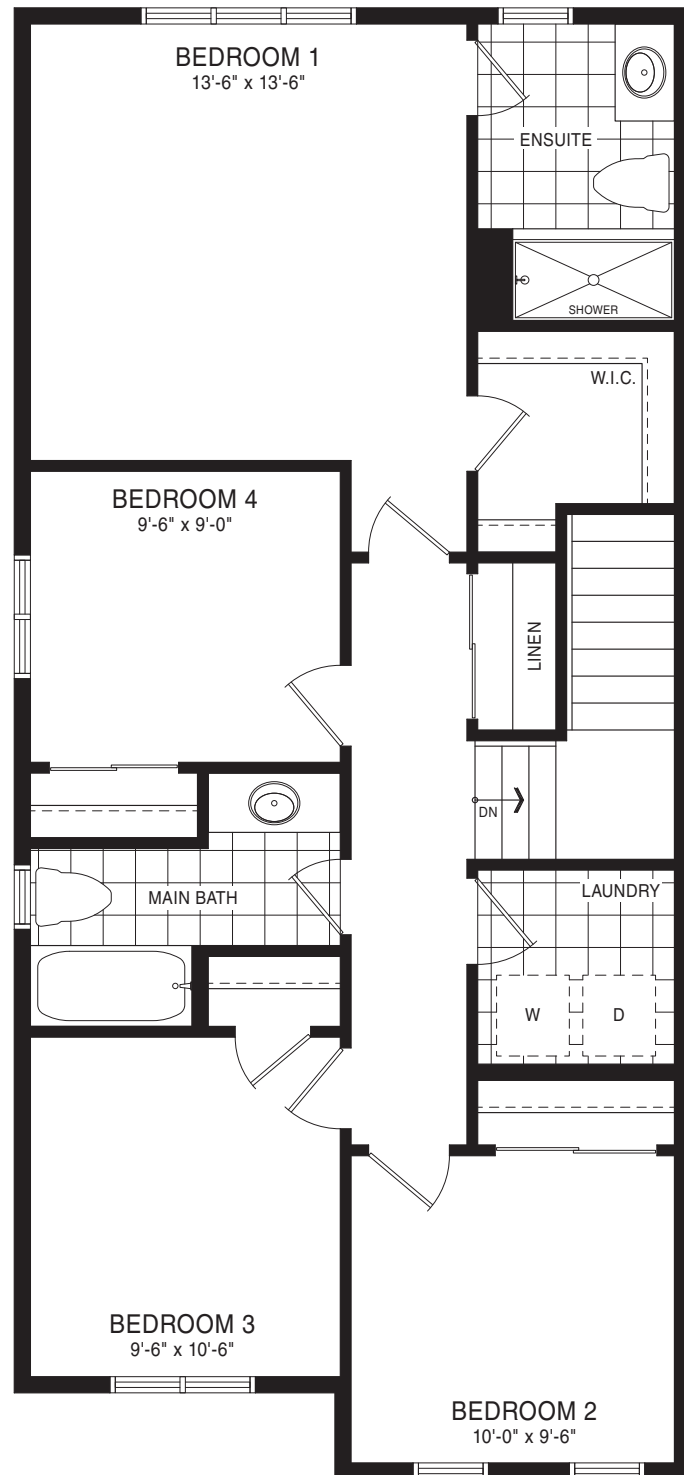 BEDROOM 1
13'-6" x 13'-6"
ENSUITE
SHOWER
W.I.C.
BEDROOM 4
9'-6" x 9'-0"
LINEN
DN
MAIN BATH
LAUNDRY
W D
BEDROOM 3
9'-6" x 10'-6"
BEDROOM 2
10'-0" x 9'-6"